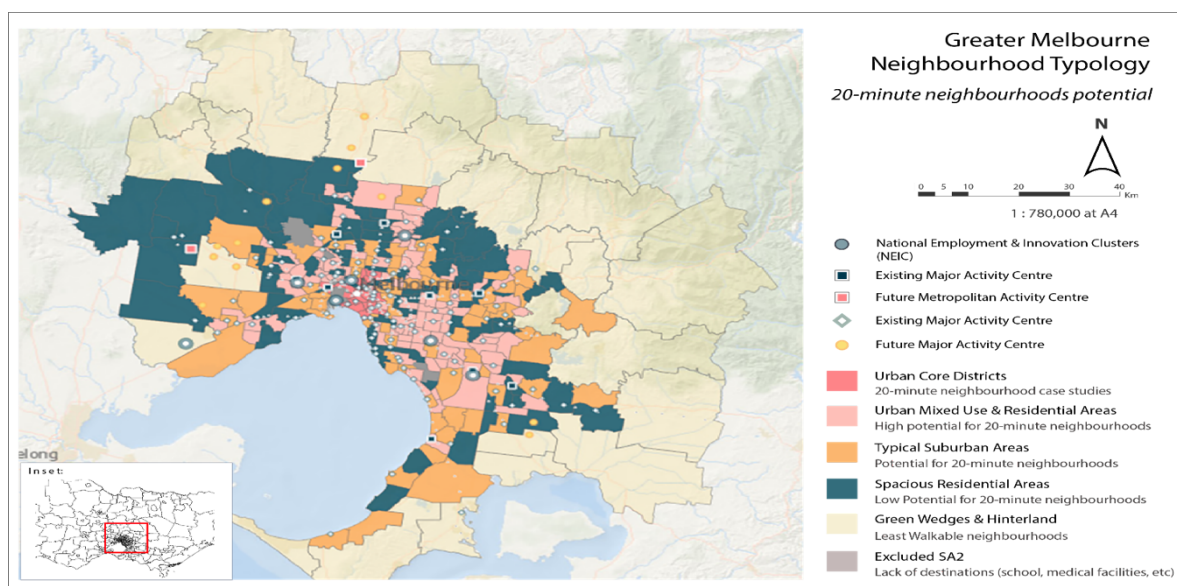 Greater Melbourne
Neighbourhood Typology
20-minute neighbourhoods potential
N
0 5 10 20 30 40
Km
1 : 780,000 at A4
National Employment & Innovation Clusters
(NEIC)
Existing Major Activity Centre
Future Metropolitan Activity Centre
Existing Major Activity Centre
Future Major Activity Centre
Urban Core Districts
20-minute neighbourhood case studies
Urban Mixed Use & Residential Areas
High potential for 20-minute neighbourhoods
Typical Suburban Areas
Potential for 20-minute neighbourhoods
Spacious Residential Areas
Low Potential for 20-minute neighbourhoods
Green Wedges & Hinterland
Least Walkable neighbourhoods
Excluded SA2
Lack of destinations (school, medical facilities, etc)
Melbourne
elong
Inset: